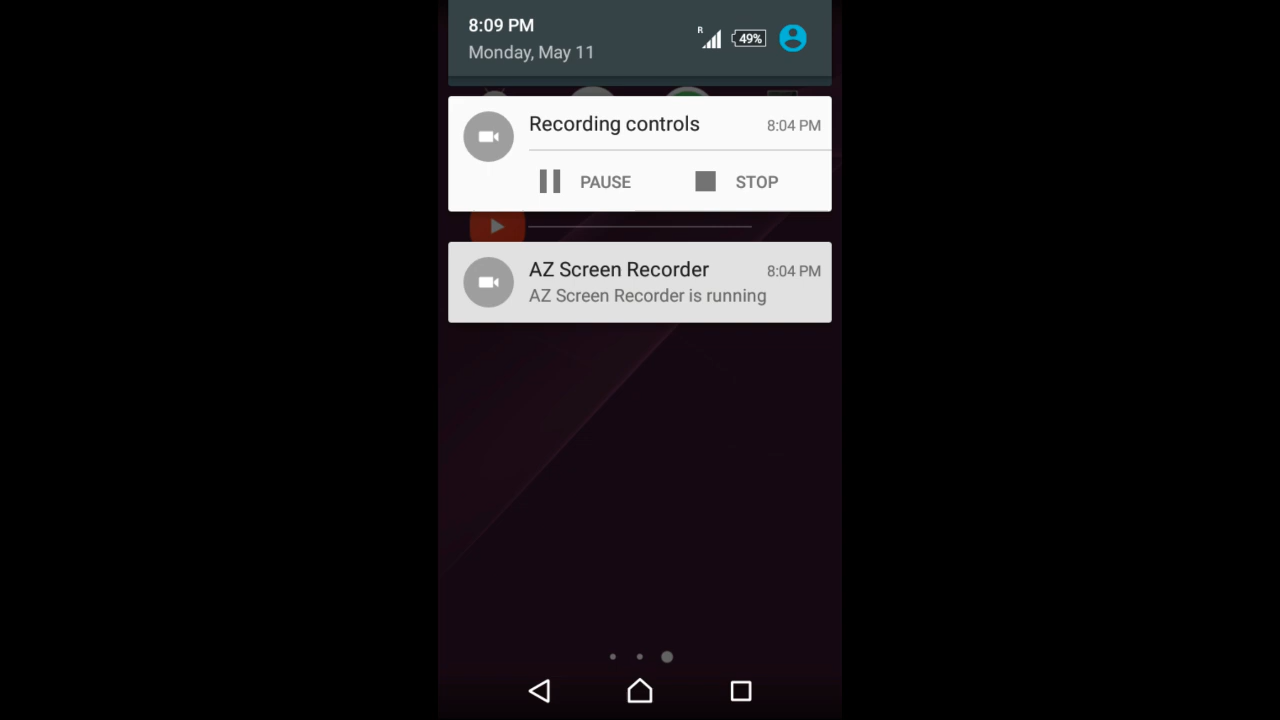 8:09 PM
Monday, May 11
R
49%
Recording controls
8:04 PM
PAUSE
STOP
AZ Screen Recorder
8:04 PM
AZ Screen Recorder is running